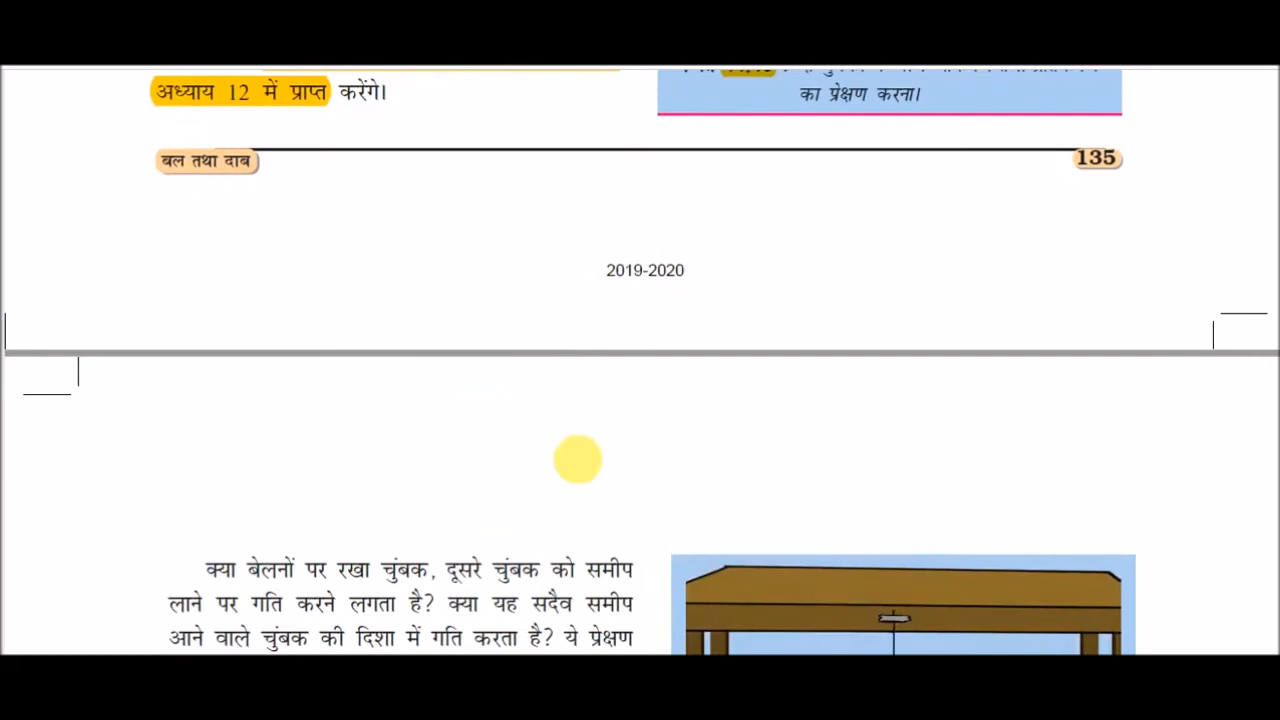 अध्याय 12 में प्राप्त करेंगे।
का प्रेक्षण करना।
बल तथा दाब
135
2019-2020
क्या बेलनों पर रखा चुंबक, दूसरे चुंबक को समीप
लाने पर गति करने लगता है? क्या यह सदैव समीप
आने वाले चुंबक की दिशा में गति करता है? ये प्रेक्षण